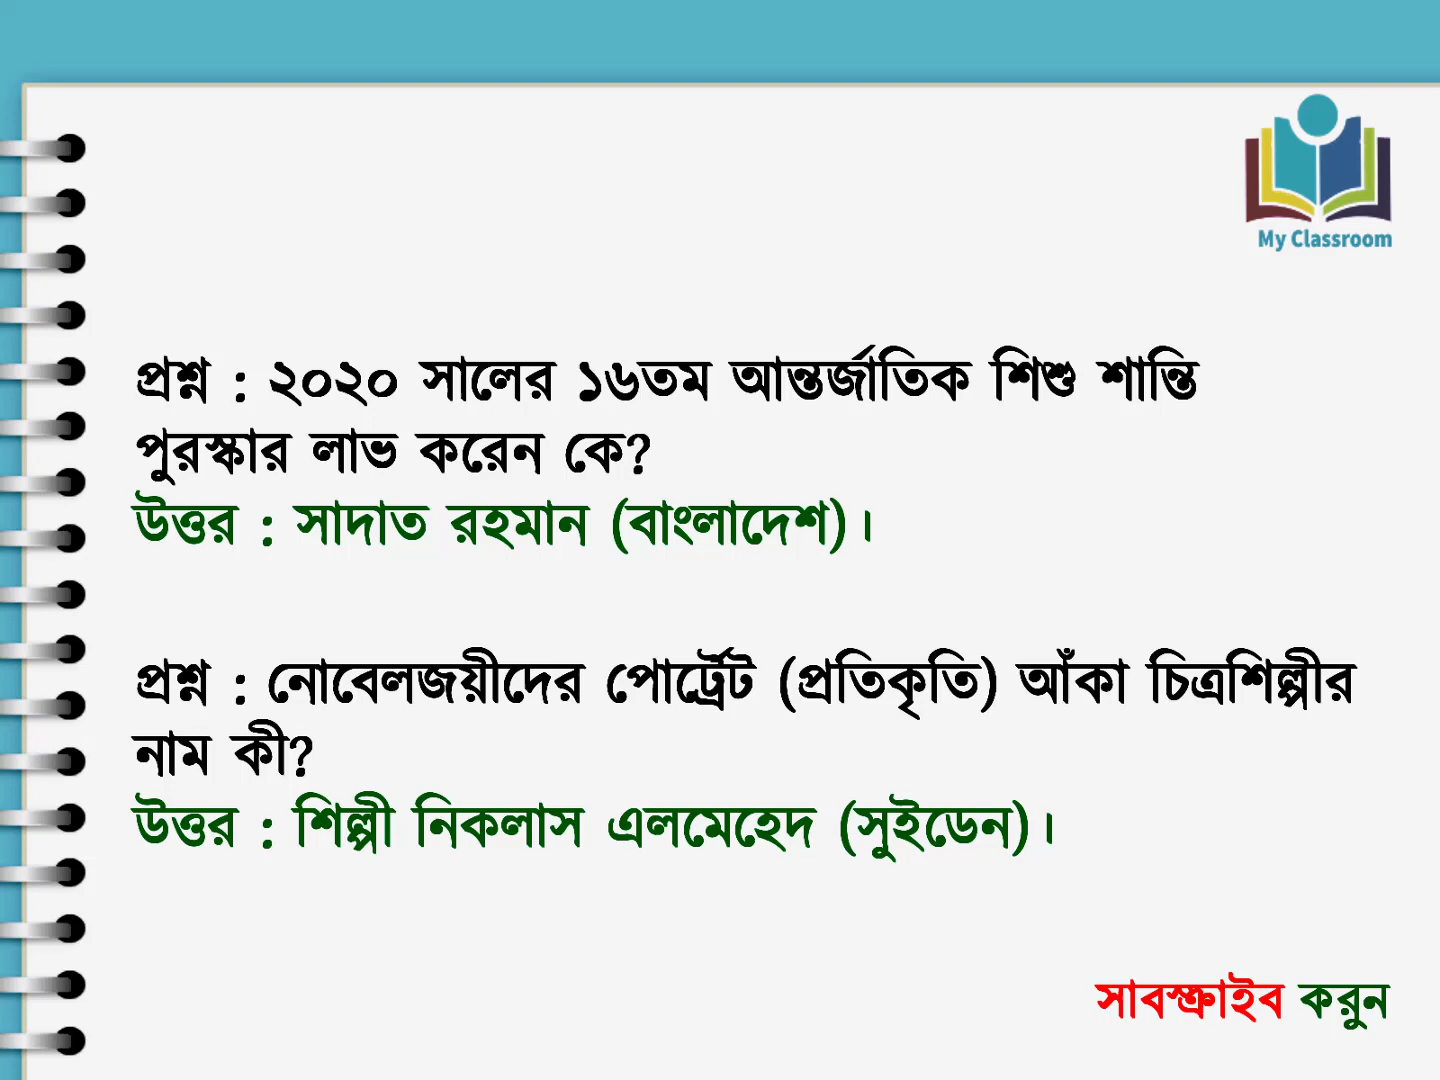 My Classroom
প্রশ্ন : ২০২০ সালের ১৬তম আন্তর্জাতিক শিশু শান্তি
পুরস্কার লাভ করেন কে?
উত্তর : সাদাত রহমান (বাংলাদেশ)।
প্রশ্ন : নোবেলজয়ীদের পোর্ট্রেট (প্রতিকৃতি) আঁকা চিত্রশিল্পীর
নাম কী?
উত্তর : শিল্পী নিকলাস এলমেহেদ (সুইডেন)।
সাবস্ক্রাইব করুন